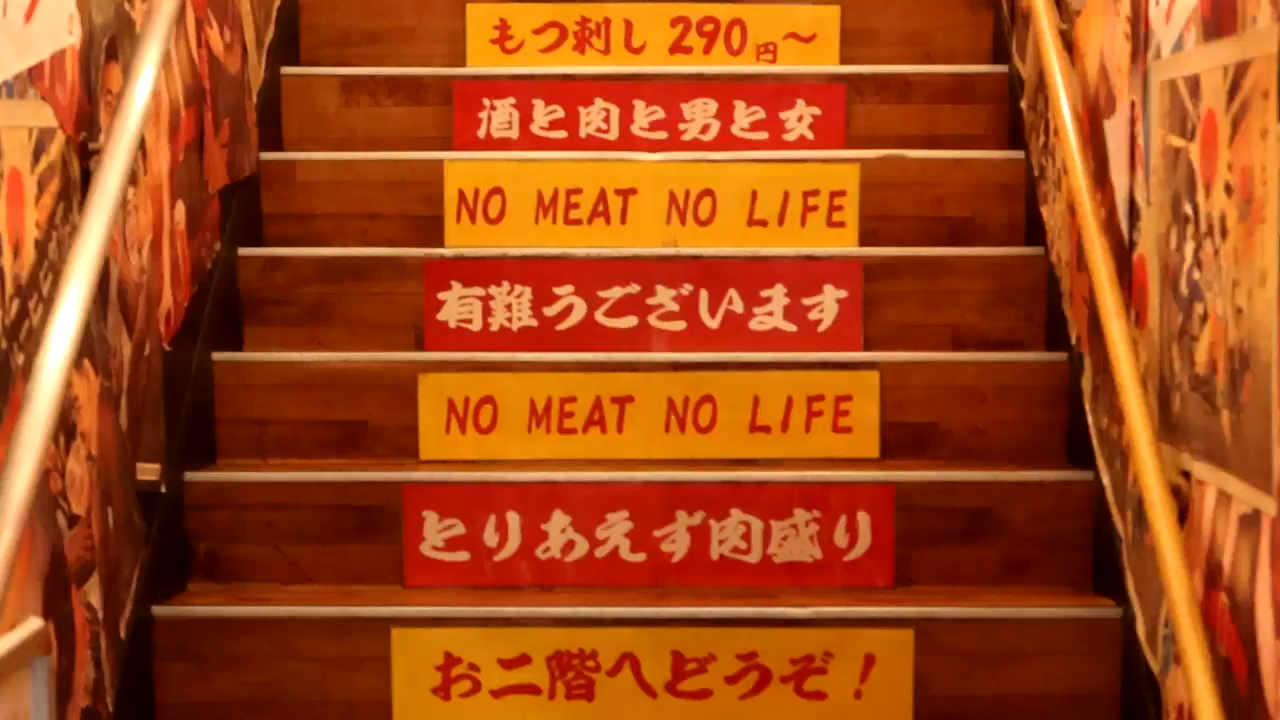 もつ刺し 290円～
酒と肉と男と女
NO MEAT NO LIFE
有難うございます
NO MEAT NO LIFE
とりあえず肉盛り
お二階へどうぞ！